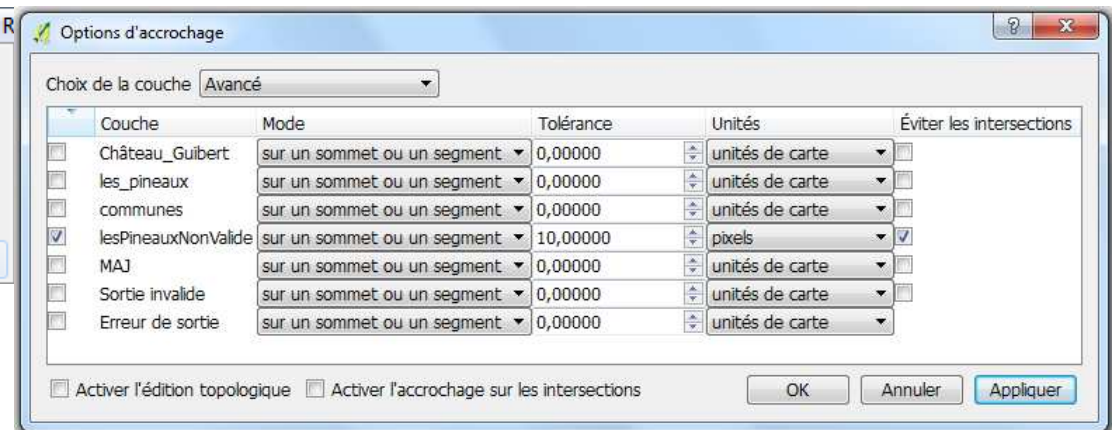 R
Options d'accrochage
Choix de la couche Avancé
Couche Mode Tolérance Unités Éviter les intersections
Château_Guibert sur un sommet ou un segment 0,00000 unités de carte
les_pineaux sur un sommet ou un segment 0,00000 unités de carte
communes sur un sommet ou un segment 0,00000 unités de carte
lesPineauxNonValide sur un sommet ou un segment 10,00000 pixels
MAJ sur un sommet ou un segment 0,00000 unités de carte
Sortie invalide sur un sommet ou un segment 0,00000 unités de carte
Erreur de sortie sur un sommet ou un segment 0,00000 unités de carte
Activer l'édition topologique Activer l'accrochage sur les intersections OK Annuler Appliquer